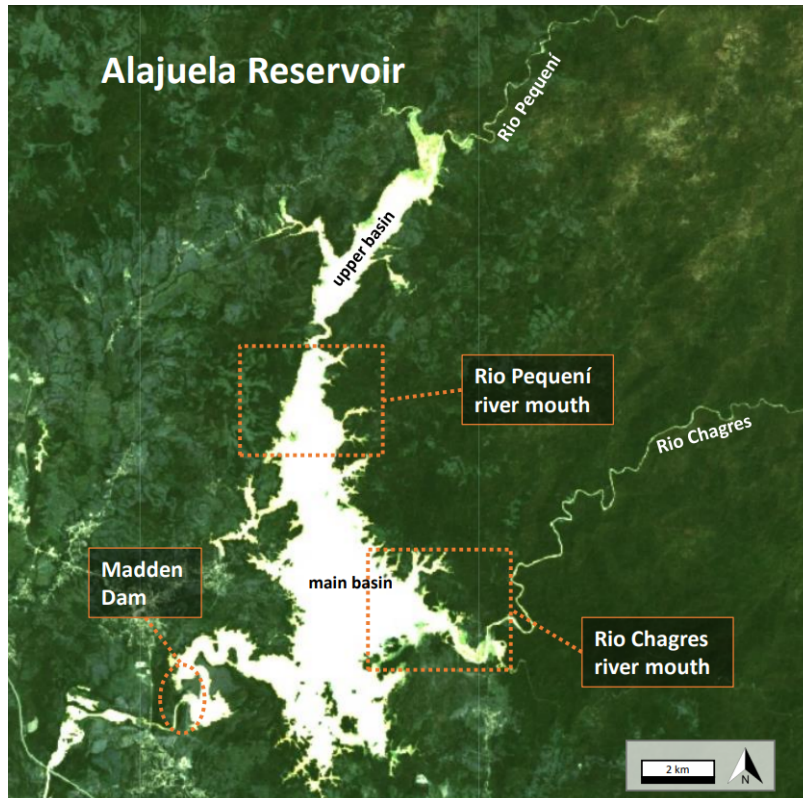 Alajuela Reservoir
Rio Pequení
upper basin
Rio Pequení
river mouth
Rio Chagres
Madden
Dam
main basin
Rio Chagres
river mouth
2 km
N